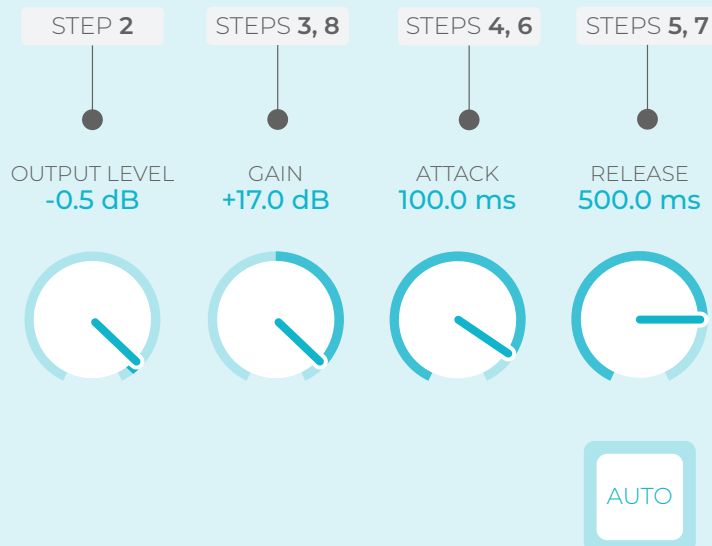 STEP 2
STEPS 3, 8
STEPS 4, 6
STEPS 5, 7
OUTPUT LEVEL
-0.5 dB
GAIN
+17.0 dB
ATTACK
100.0 ms
RELEASE
500.0 ms
AUTO